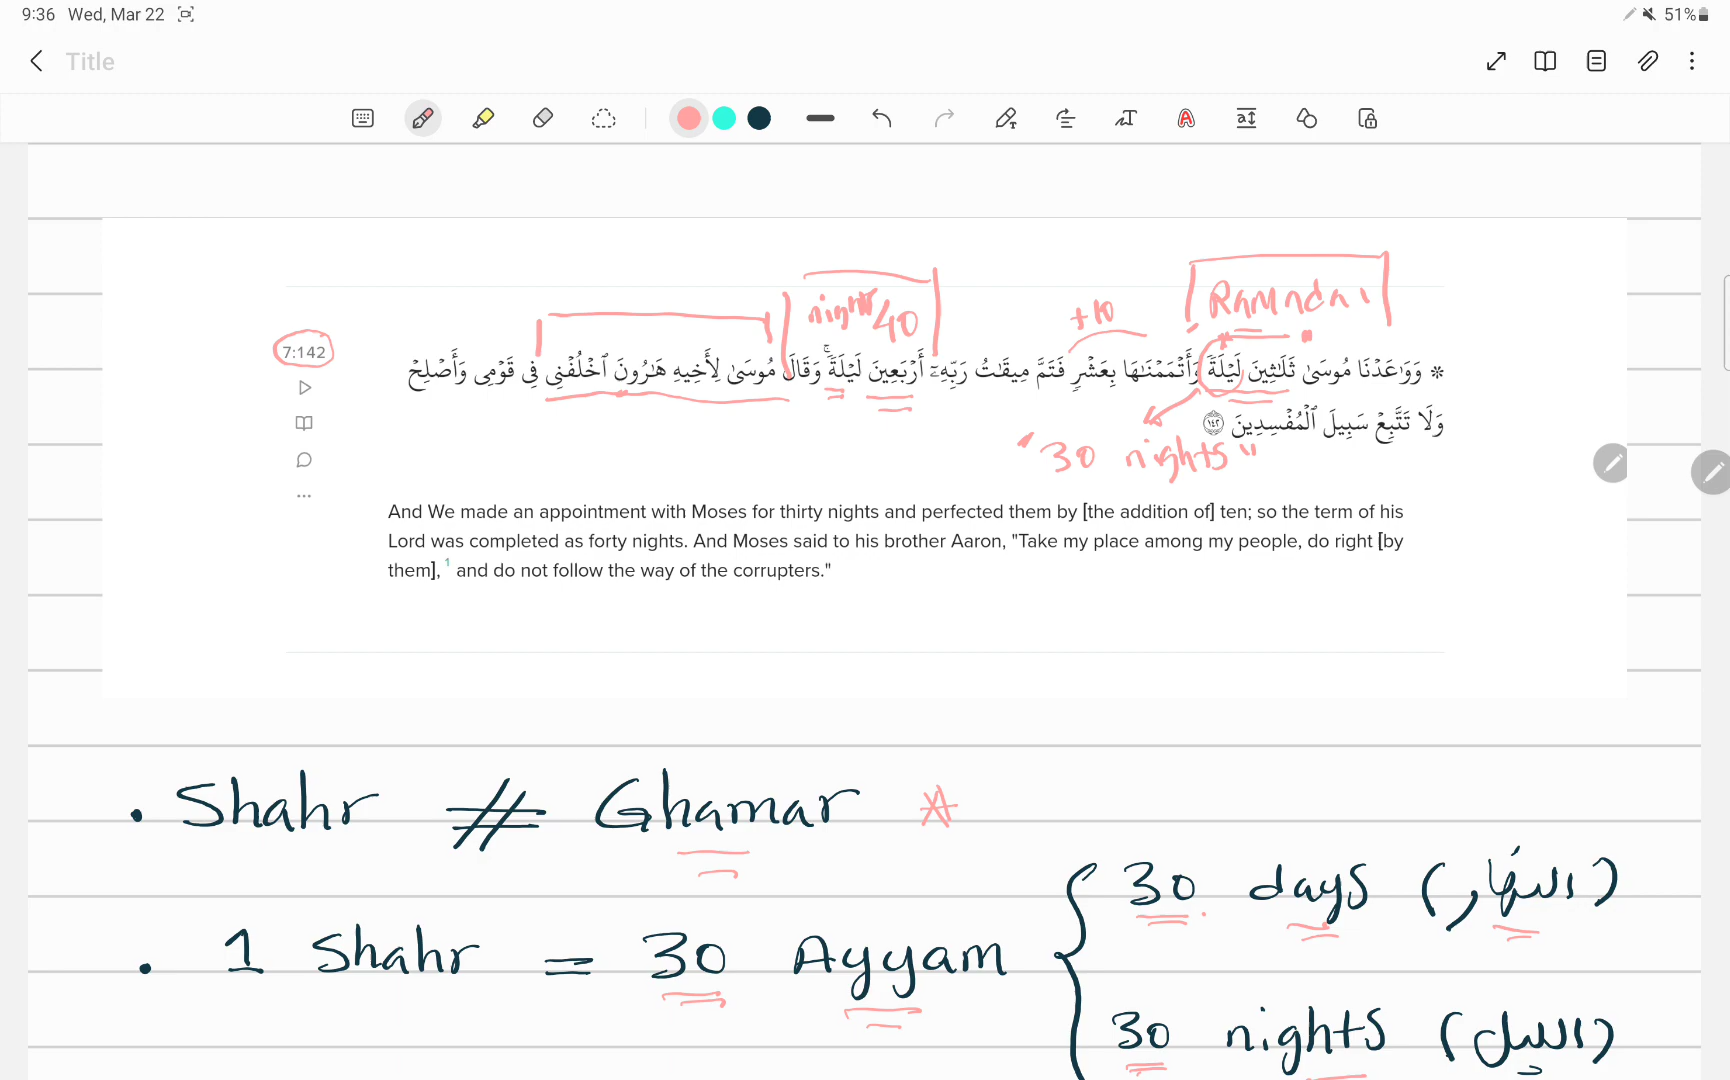 9:36 Wed, Mar 22
51%
Title
night 40
+10
Ramadan
7:142
۞ وَوَٰعَدْنَا مُوسَىٰ ثَلَـٰثِينَ لَيْلَةً وَأَتْمَمْنَـٰهَا بِعَشْرٍ فَتَمَّ مِيقَـٰتُ رَبِّهِۦٓ أَرْبَعِينَ لَيْلَةً ۚ وَقَالَ مُوسَىٰ لِأَخِيهِ هَـٰرُونَ ٱخْلُفْنِى فِى قَوْمِى وَأَصْلِحْ
وَلَا تَتَّبِعْ سَبِيلَ ٱلْمُفْسِدِينَ ١٤٢
"30 nights"
And We made an appointment with Moses for thirty nights and perfected them by [the addition of] ten; so the term of his
Lord was completed as forty nights. And Moses said to his brother Aaron, "Take my place among my people, do right [by
them], 1 and do not follow the way of the corrupters."
• Shahr ≠ Ghamar
30 days (النهار)
• 1 Shahr = 30 Ayyam
30 nights (الليل)